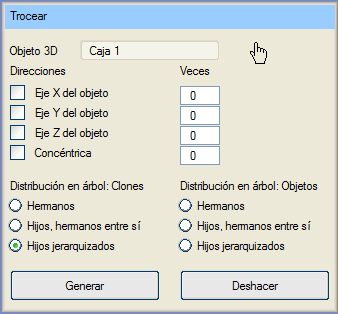 Trocear
Objeto 3D Caja 1
Direcciones Veces
Eje X del objeto 0
Eje Y del objeto 0
Eje Z del objeto 0
Concéntrica 0
Distribución en árbol: Clones Distribución en árbol: Objetos
Hermanos Hermanos
Hijos, hermanos entre sí Hijos, hermanos entre sí
Hijos jerarquizados Hijos jerarquizados
Generar Deshacer